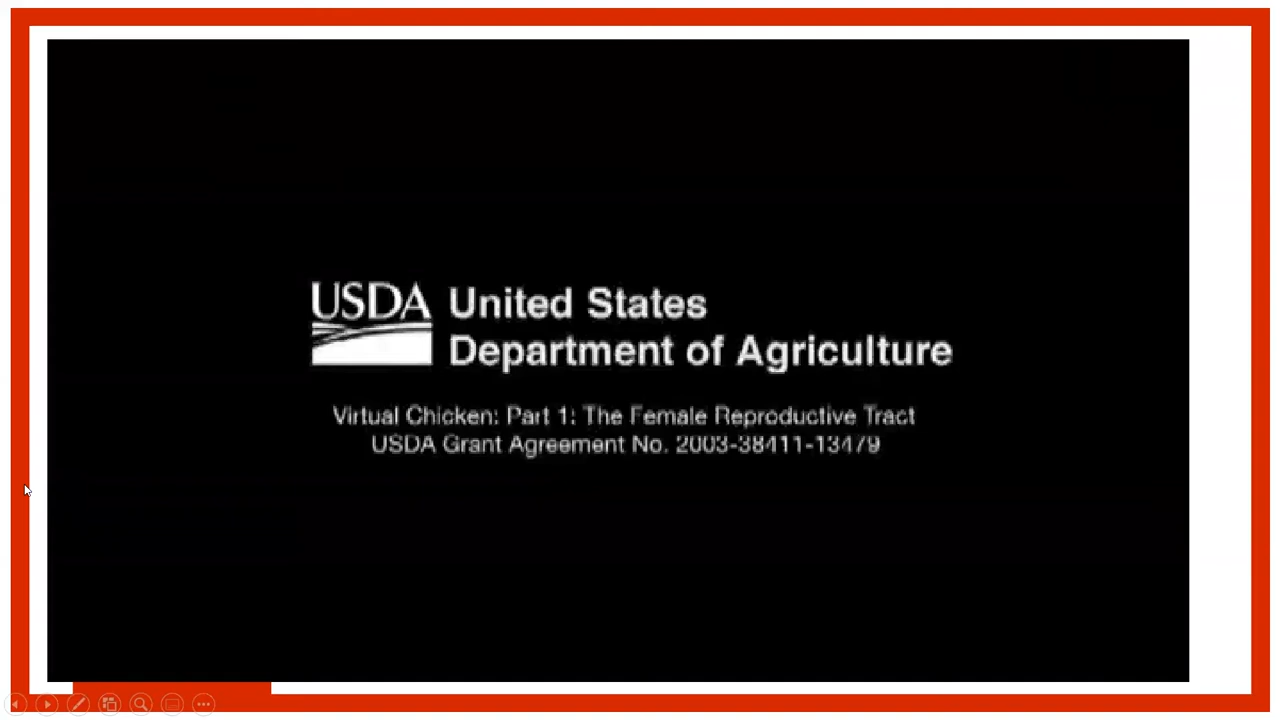 USDA United States
Department of Agriculture
Virtual Chicken: Part 1: The Female Reproductive Tract
USDA Grant Agreement No. 2003-38411-13479